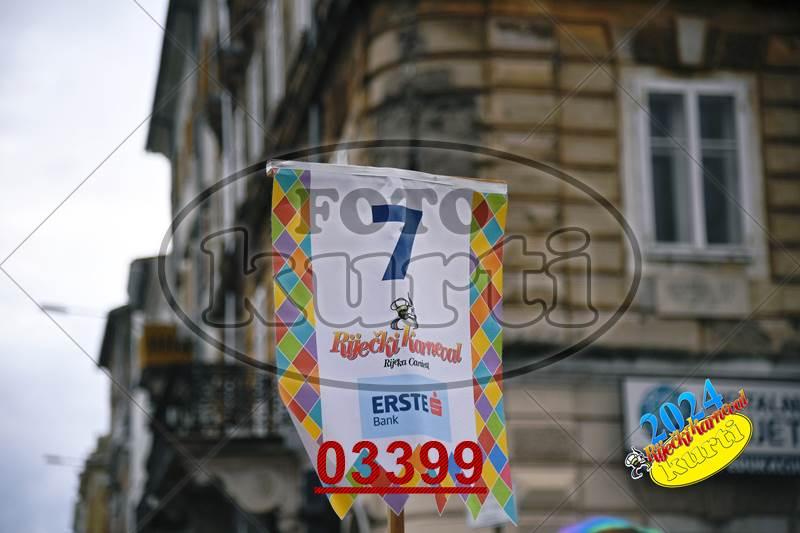 FOTO
kurti
7
Riječki Karneval
Rijeka Carnival
ERSTE
Bank
03399
2024
Riječki Karneval
kurti